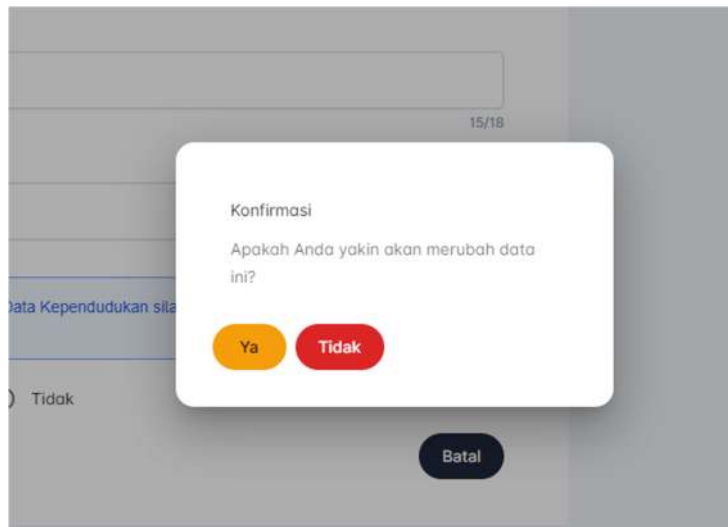 15/18
Konfirmasi
Apakah Anda yakin akan merubah data
ini?
Data Kependudukan sila
Ya Tidak
Tidak
Batal